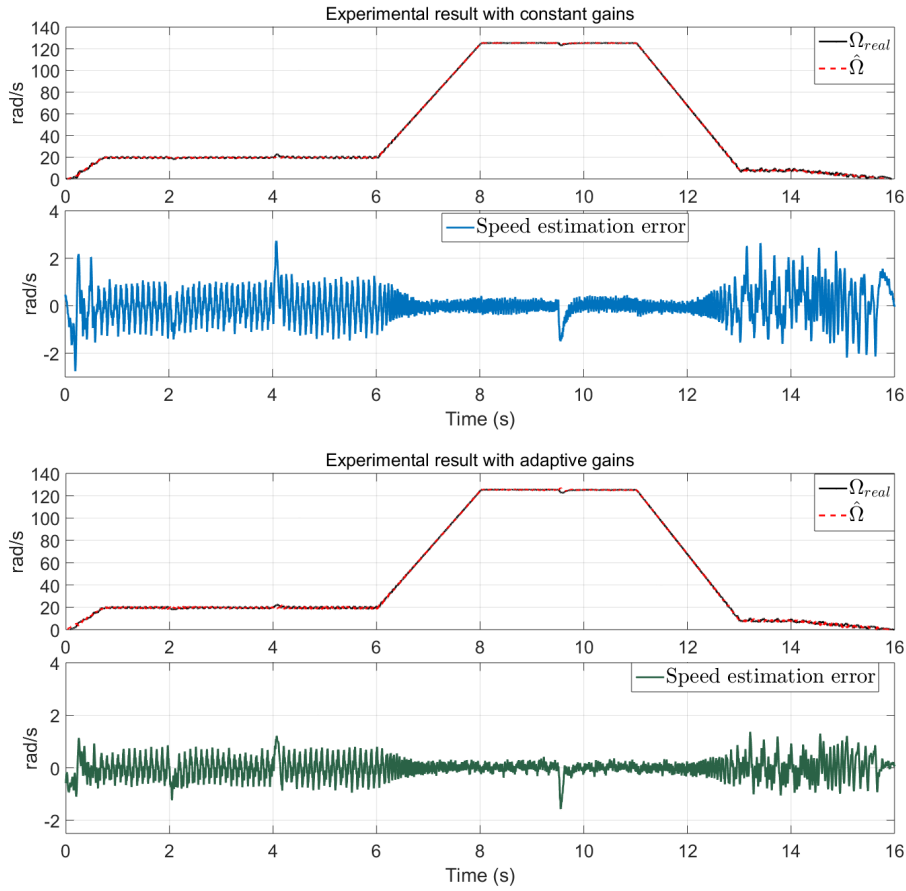 Experimental result with constant gains
140
120
100
80
60
40
20
0
rad/s
Ω_real
Ω̂
0 2 4 6 8 10 12 14 16
4
2
0
-2
rad/s
Speed estimation error
0 2 4 6 8 10 12 14 16
Time (s)
Experimental result with adaptive gains
140
120
100
80
60
40
20
0
rad/s
Ω_real
Ω̂
0 2 4 6 8 10 12 14 16
4
2
0
-2
rad/s
Speed estimation error
0 2 4 6 8 10 12 14 16
Time (s)